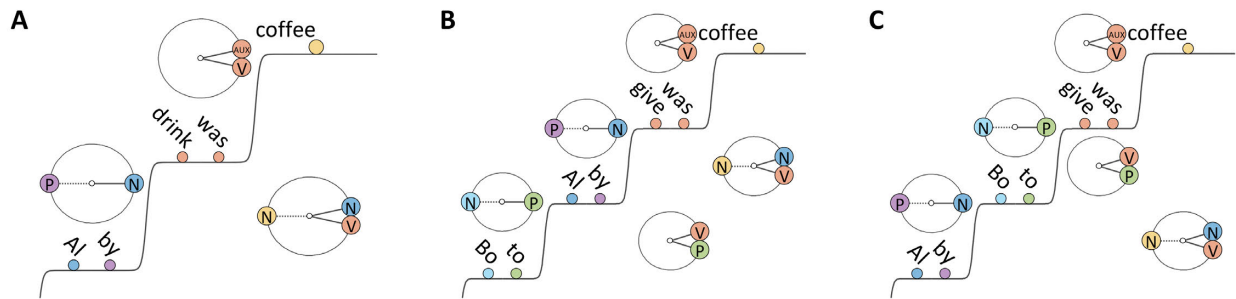 A
coffee
AUX
V
drink was
P N
N N
V
Al by
B
coffee
AUX
V
give was
P N
N N
V
Al by
N P
V
P
Bo to
C
coffee
AUX
V
give was
N P
V
P
Bo to
P N
N N
V
Al by